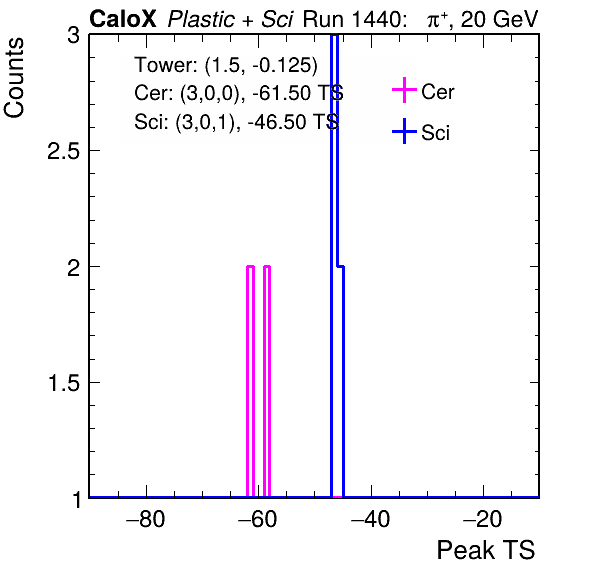 CaloX Plastic + Sci Run 1440: π+, 20 GeV
Counts
3
2.5
2
1.5
1
Tower: (1.5, -0.125)
Cer: (3,0,0), -61.50 TS
Sci: (3,0,1), -46.50 TS
Cer
Sci
−80 −60 −40 −20
Peak TS